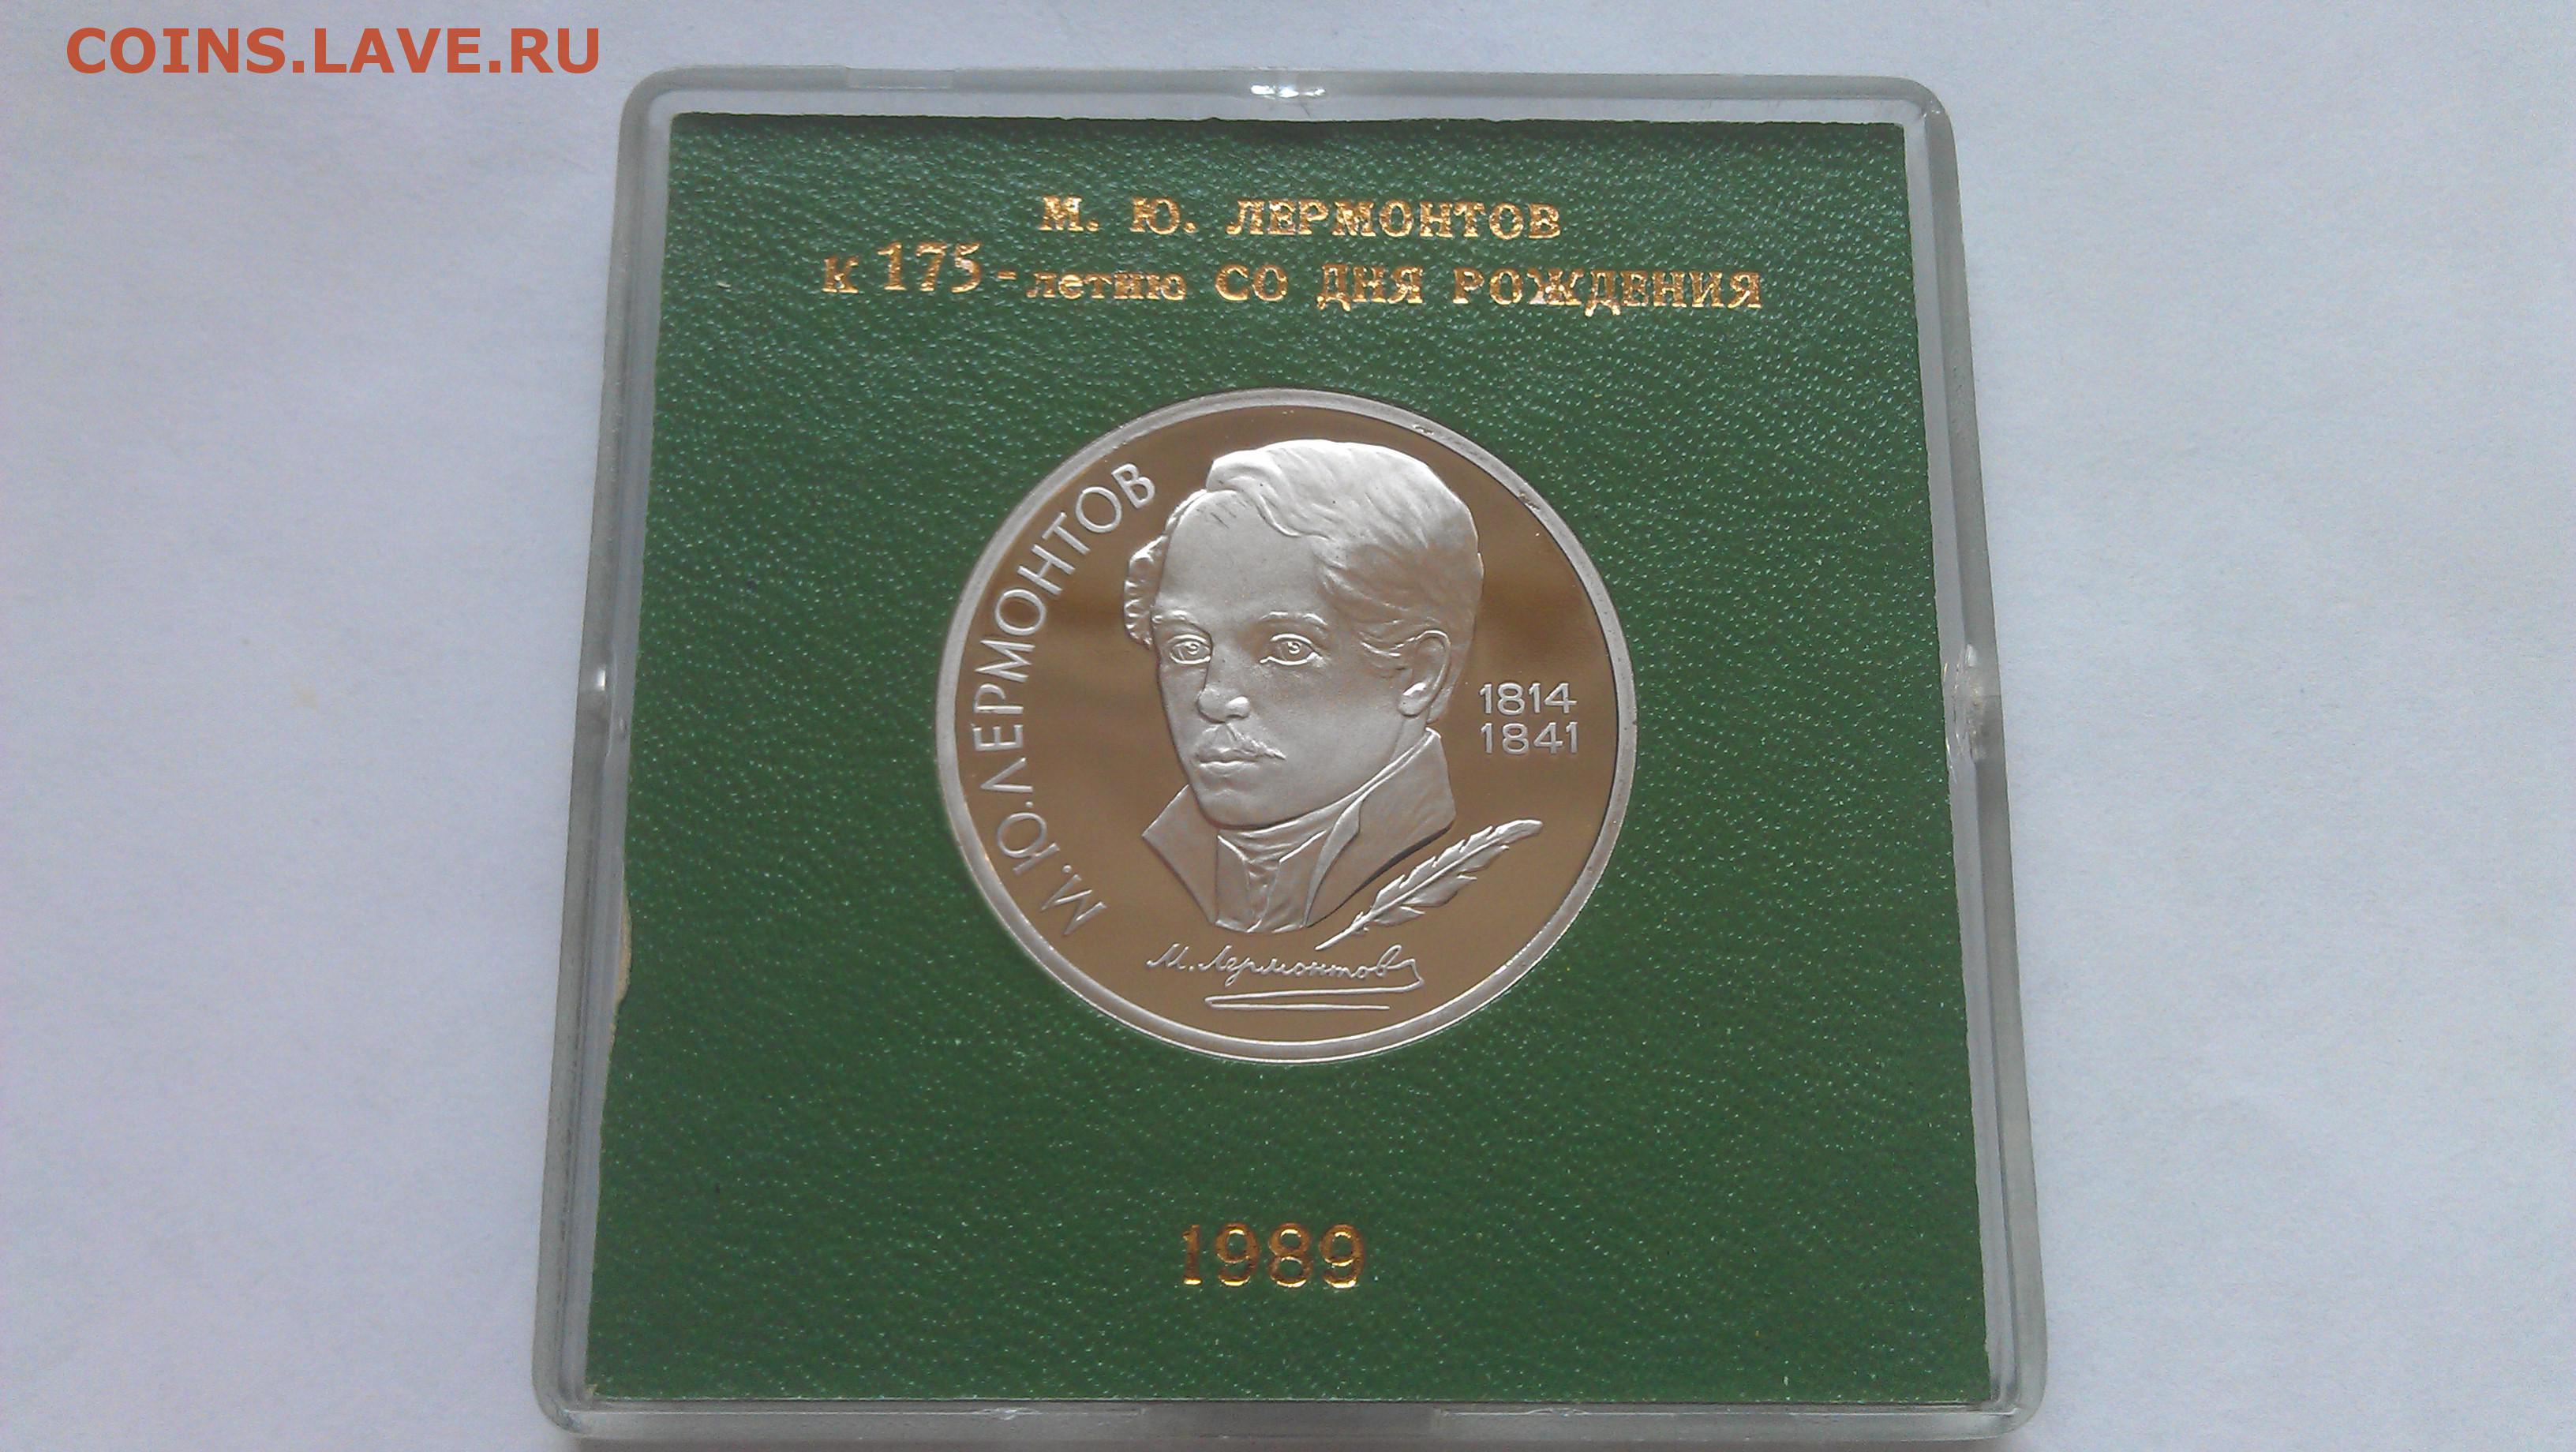 COINS.LAVE.RU
М. Ю. ЛЕРМОНТОВ
К 175-летию СО ДНЯ РОЖДЕНИЯ
М.Ю.ЛЕРМОНТОВ
1814
1841
М.Лермонтов
1989